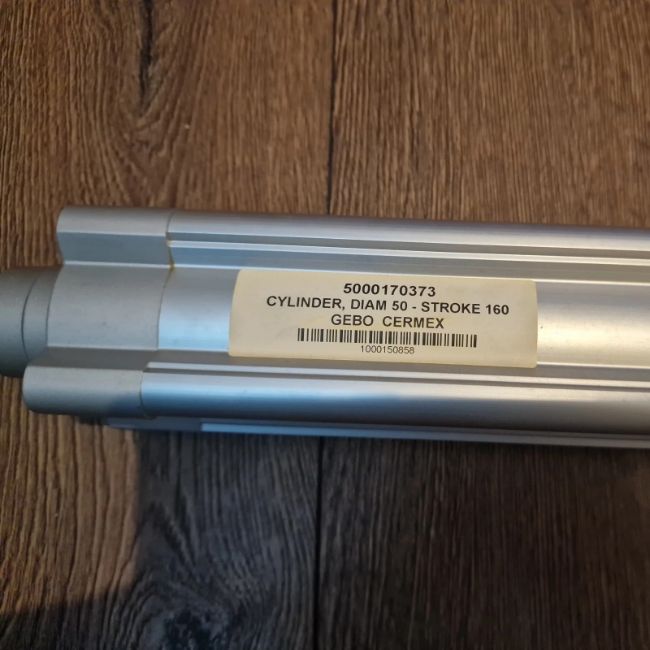 5000170373
CYLINDER, DIAM 50 - STROKE 160
GEBO CERMEX
1000150858